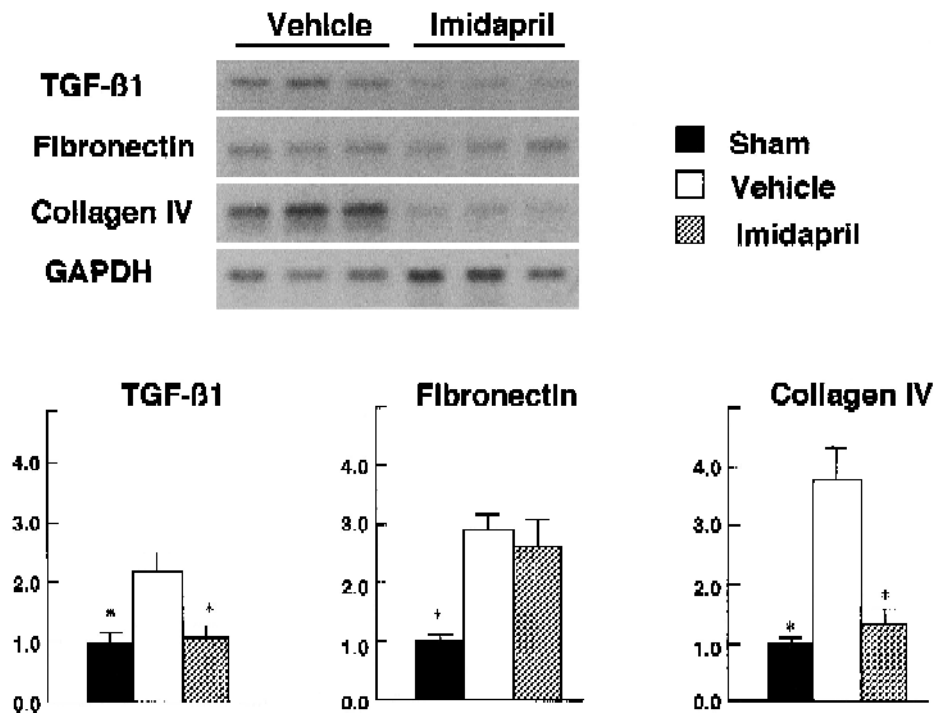 Vehicle Imidapril
TGF-ß1
Fibronectin
Collagen IV
GAPDH
Sham
Vehicle
Imidapril
TGF-ß1
4.0
3.0
2.0
1.0
0.0
*
*
Fibronectin
4.0
3.0
2.0
1.0
0.0
*
Collagen IV
4.0
3.0
2.0
1.0
0.0
*
*